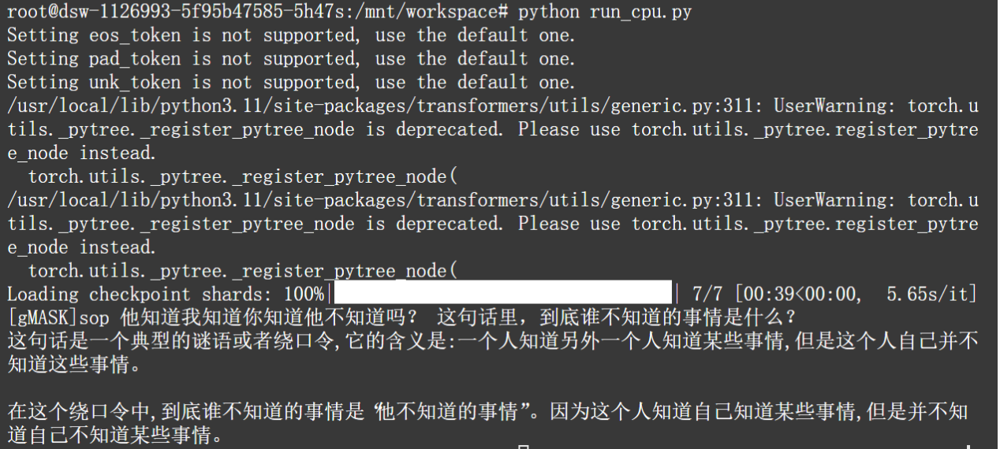 root@dsw-1126993-5f95b47585-5h47s:/mnt/workspace# python run_cpu.py
Setting eos_token is not supported, use the default one.
Setting pad_token is not supported, use the default one.
Setting unk_token is not supported, use the default one.
/usr/local/lib/python3.11/site-packages/transformers/utils/generic.py:311: UserWarning: torch.u
tils._pytree._register_pytree_node is deprecated. Please use torch.utils._pytree.register_pytre
e_node instead.
  torch.utils._pytree._register_pytree_node(
/usr/local/lib/python3.11/site-packages/transformers/utils/generic.py:311: UserWarning: torch.u
tils._pytree._register_pytree_node is deprecated. Please use torch.utils._pytree.register_pytre
e_node instead.
  torch.utils._pytree._register_pytree_node(
Loading checkpoint shards: 100%|          | 7/7 [00:39<00:00,  5.65s/it]
[gMASK]sop 他知道我知道你知道他不知道吗? 这句话里，到底谁不知道的事情是什么?
这句话是一个典型的谜语或者绕口令,它的含义是:一个人知道另外一个人知道某些事情,但是这个人自己并不
知道这些事情。
在这个绕口令中,到底谁不知道的事情是“他不知道的事情”。因为这个人知道自己知道某些事情,但是并不知
道自己不知道某些事情。